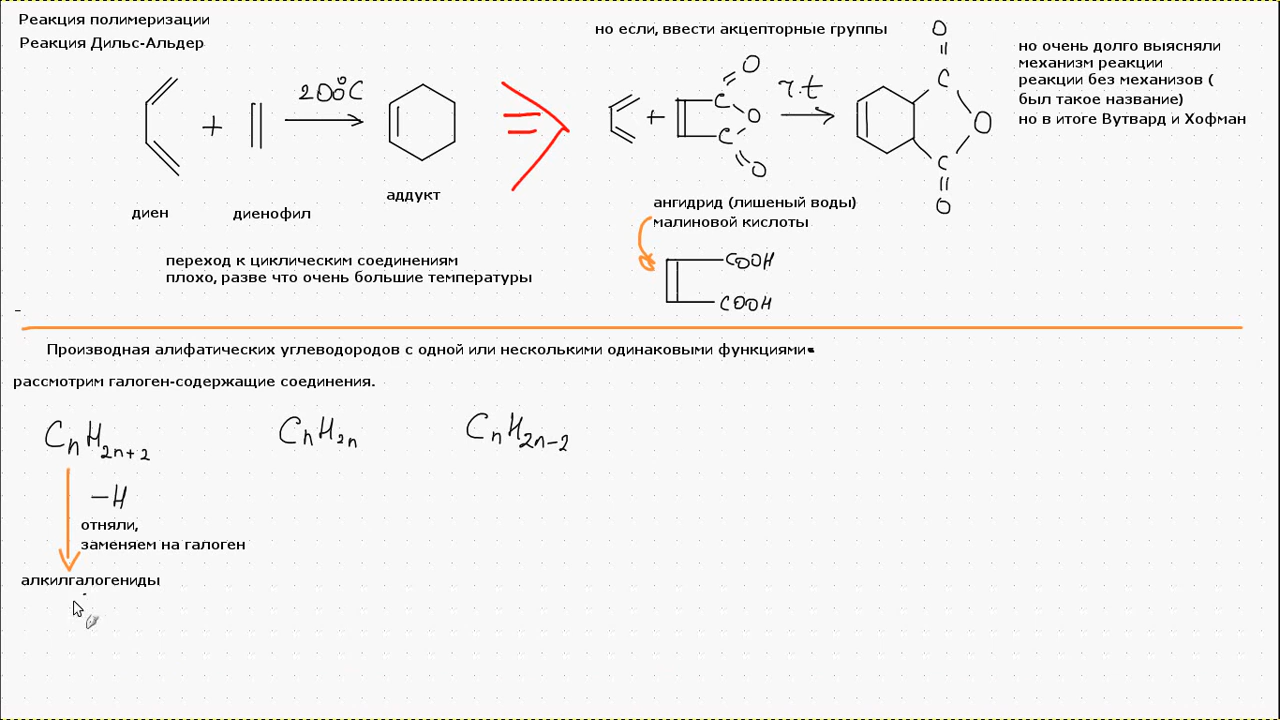 Реакция полимеризации
Реакция Дильс-Альдер
200°C
диен
диенофил
аддукт
переход к циклическим соединениям
плохо, разве что очень большие температуры
но если, ввести акцепторные группы
O
C
O
C
O
r.t
O
C
O
C
O
ангидрид (лишеный воды)
малиновой кислоты
COOH
COOH
но очень долго выясняли
механизм реакции
реакции без механизов (
был такое название)
но в итоге Вутвард и Хофман
Производная алифатических углеводородов с одной или несколькими одинаковыми функциями
рассмотрим галоген-содержащие соединения.
CnH2n+2
CnH2n
CnH2n-2
-H
отняли,
заменяем на галоген
алкилгалогениды